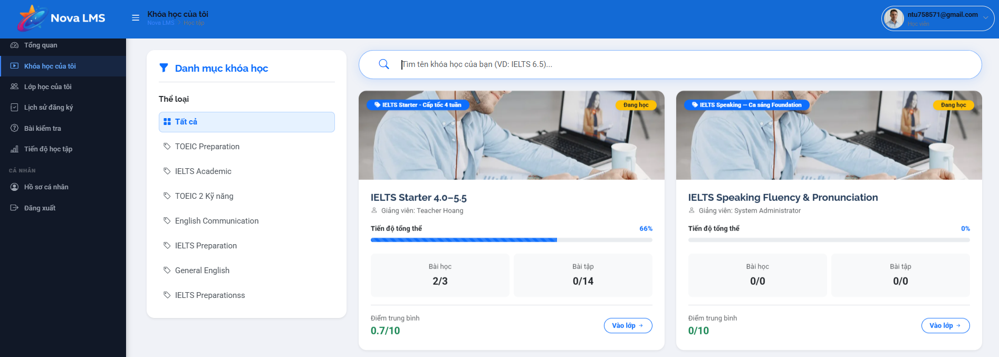 Nova LMS
Khóa học của tôi
Nova LMS > Học tập
ntu758571@gmail.com
Học viên
Tổng quan
Khóa học của tôi
Lớp học của tôi
Lịch sử đăng ký
Bài kiểm tra
Tiến độ học tập
CÁ NHÂN
Hồ sơ cá nhân
Đăng xuất
Danh mục khóa học
Thể loại
Tất cả
TOEIC Preparation
IELTS Academic
TOEIC 2 Kỹ năng
English Communication
IELTS Preparation
General English
IELTS Preparationss
Tìm tên khóa học của bạn (VD: IELTS 6.5)...
IELTS Starter - Cấp tốc 4 tuần
Đang học
IELTS Starter 4.0–5.5
Giảng viên: Teacher Hoang
Tiến độ tổng thể 66%
Bài học
2/3
Bài tập
0/14
Điểm trung bình
0.7/10
Vào lớp →
IELTS Speaking — Ca sáng Foundation
Đang học
IELTS Speaking Fluency & Pronunciation
Giảng viên: System Administrator
Tiến độ tổng thể 0%
Bài học
0/0
Bài tập
0/0
Điểm trung bình
0/10
Vào lớp →